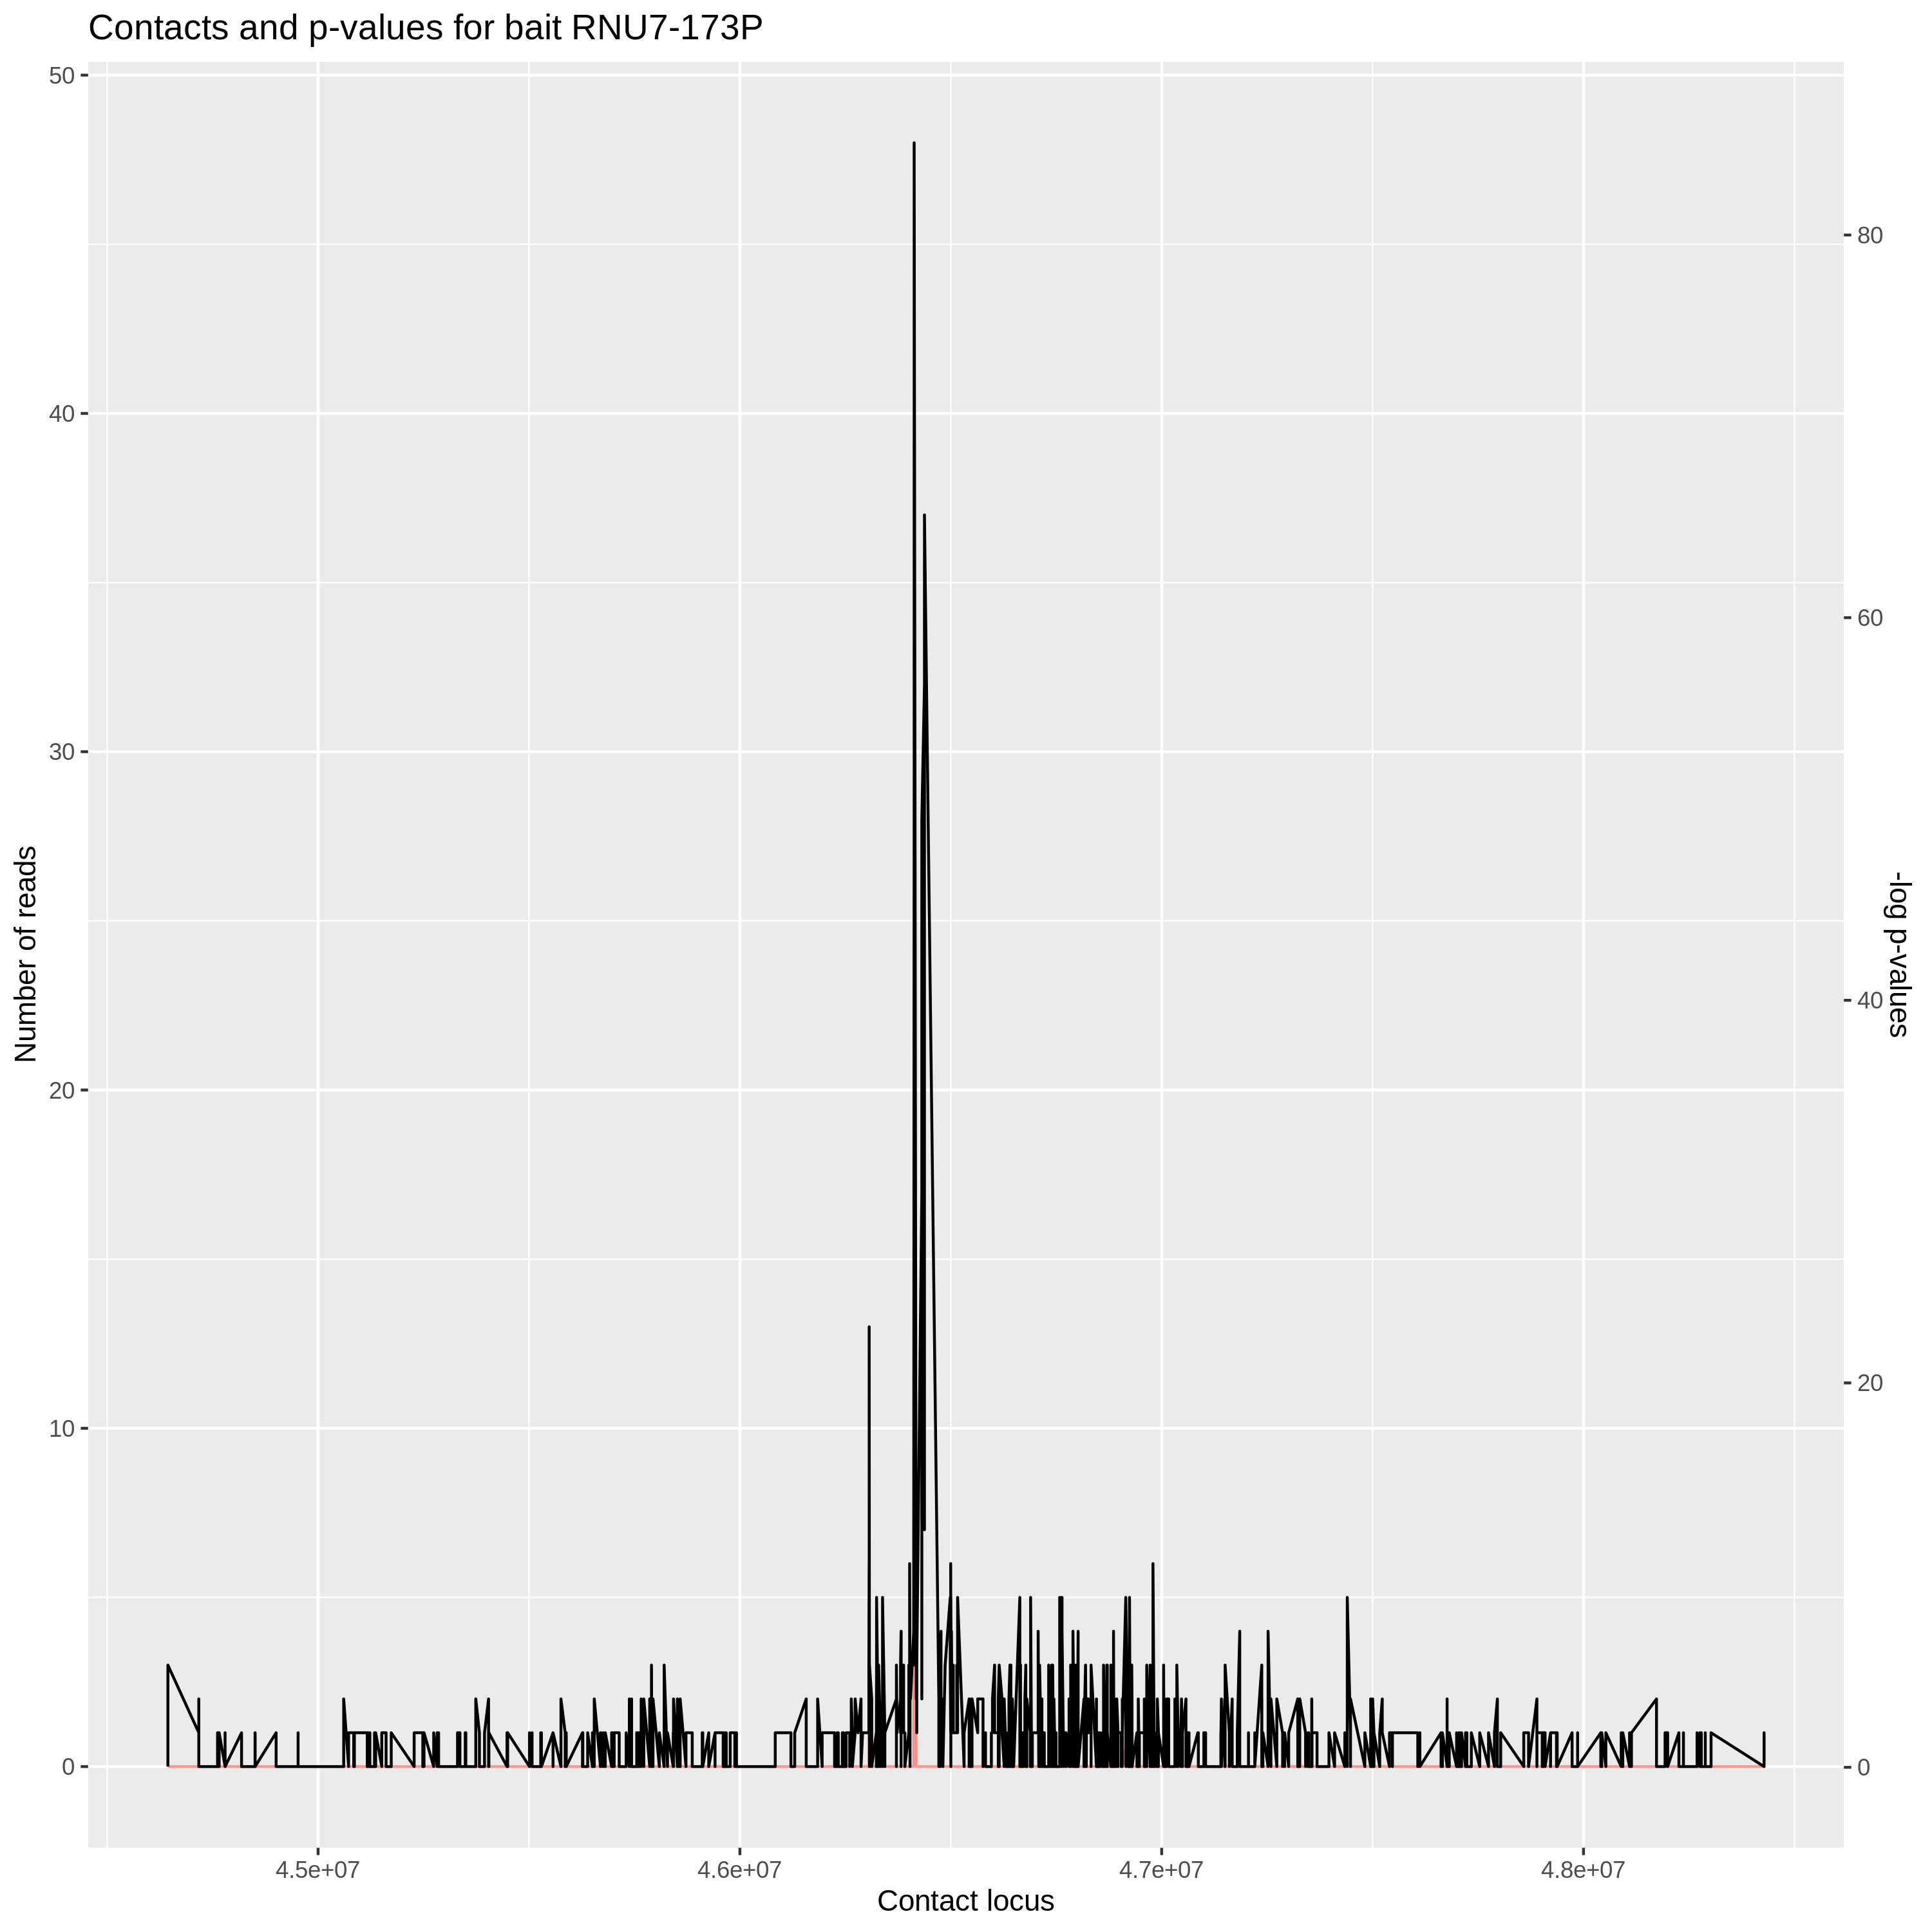 Contacts and p-values for bait RNU7-173P
50
40
30
20
10
0
Number of reads
80
60
40
20
0
-log p-values
4.5e+07 4.6e+07 4.7e+07 4.8e+07
Contact locus